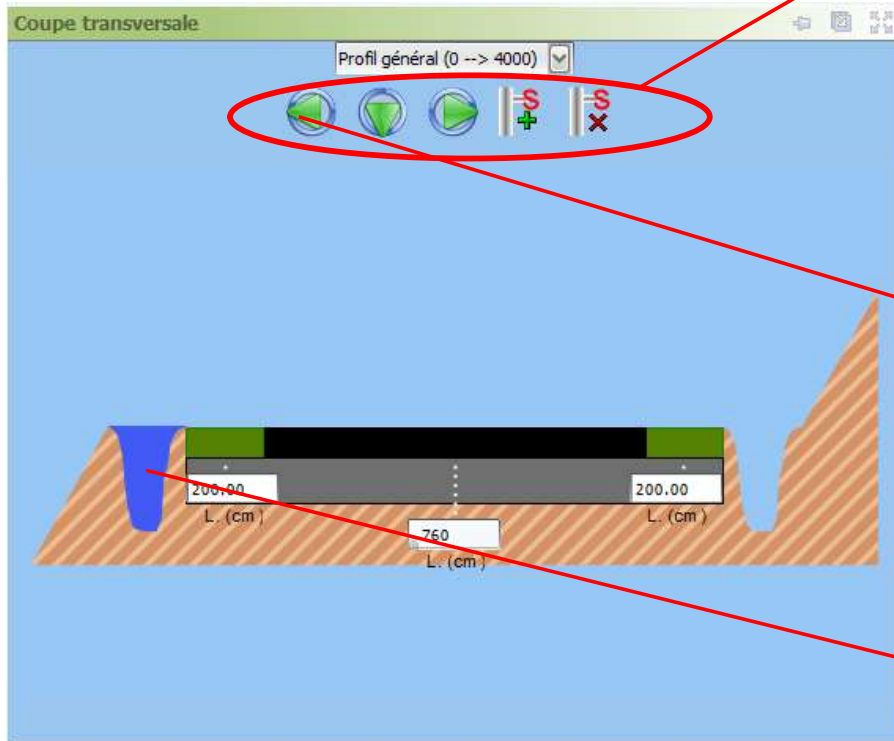 Coupe transversale
Profil général (0 --> 4000)
S
S
200.00
200.00
L. (cm)
L. (cm)
760
L. (cm)